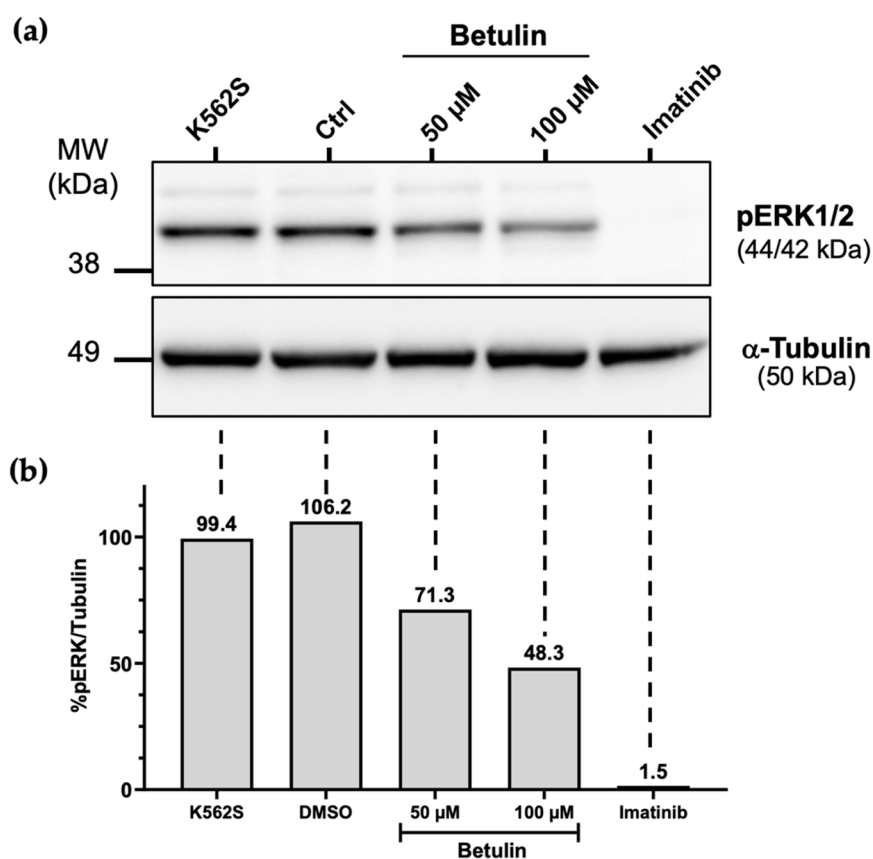 (a)
Betulin
K562S
Ctrl
50 µM
100 µM
Imatinib
MW
(kDa)
pERK1/2
(44/42 kDa)
38
49
α-Tubulin
(50 kDa)
(b)
%pERK/Tubulin
100
50
0
99.4
106.2
71.3
48.3
1.5
K562S
DMSO
50 µM
100 µM
Imatinib
Betulin